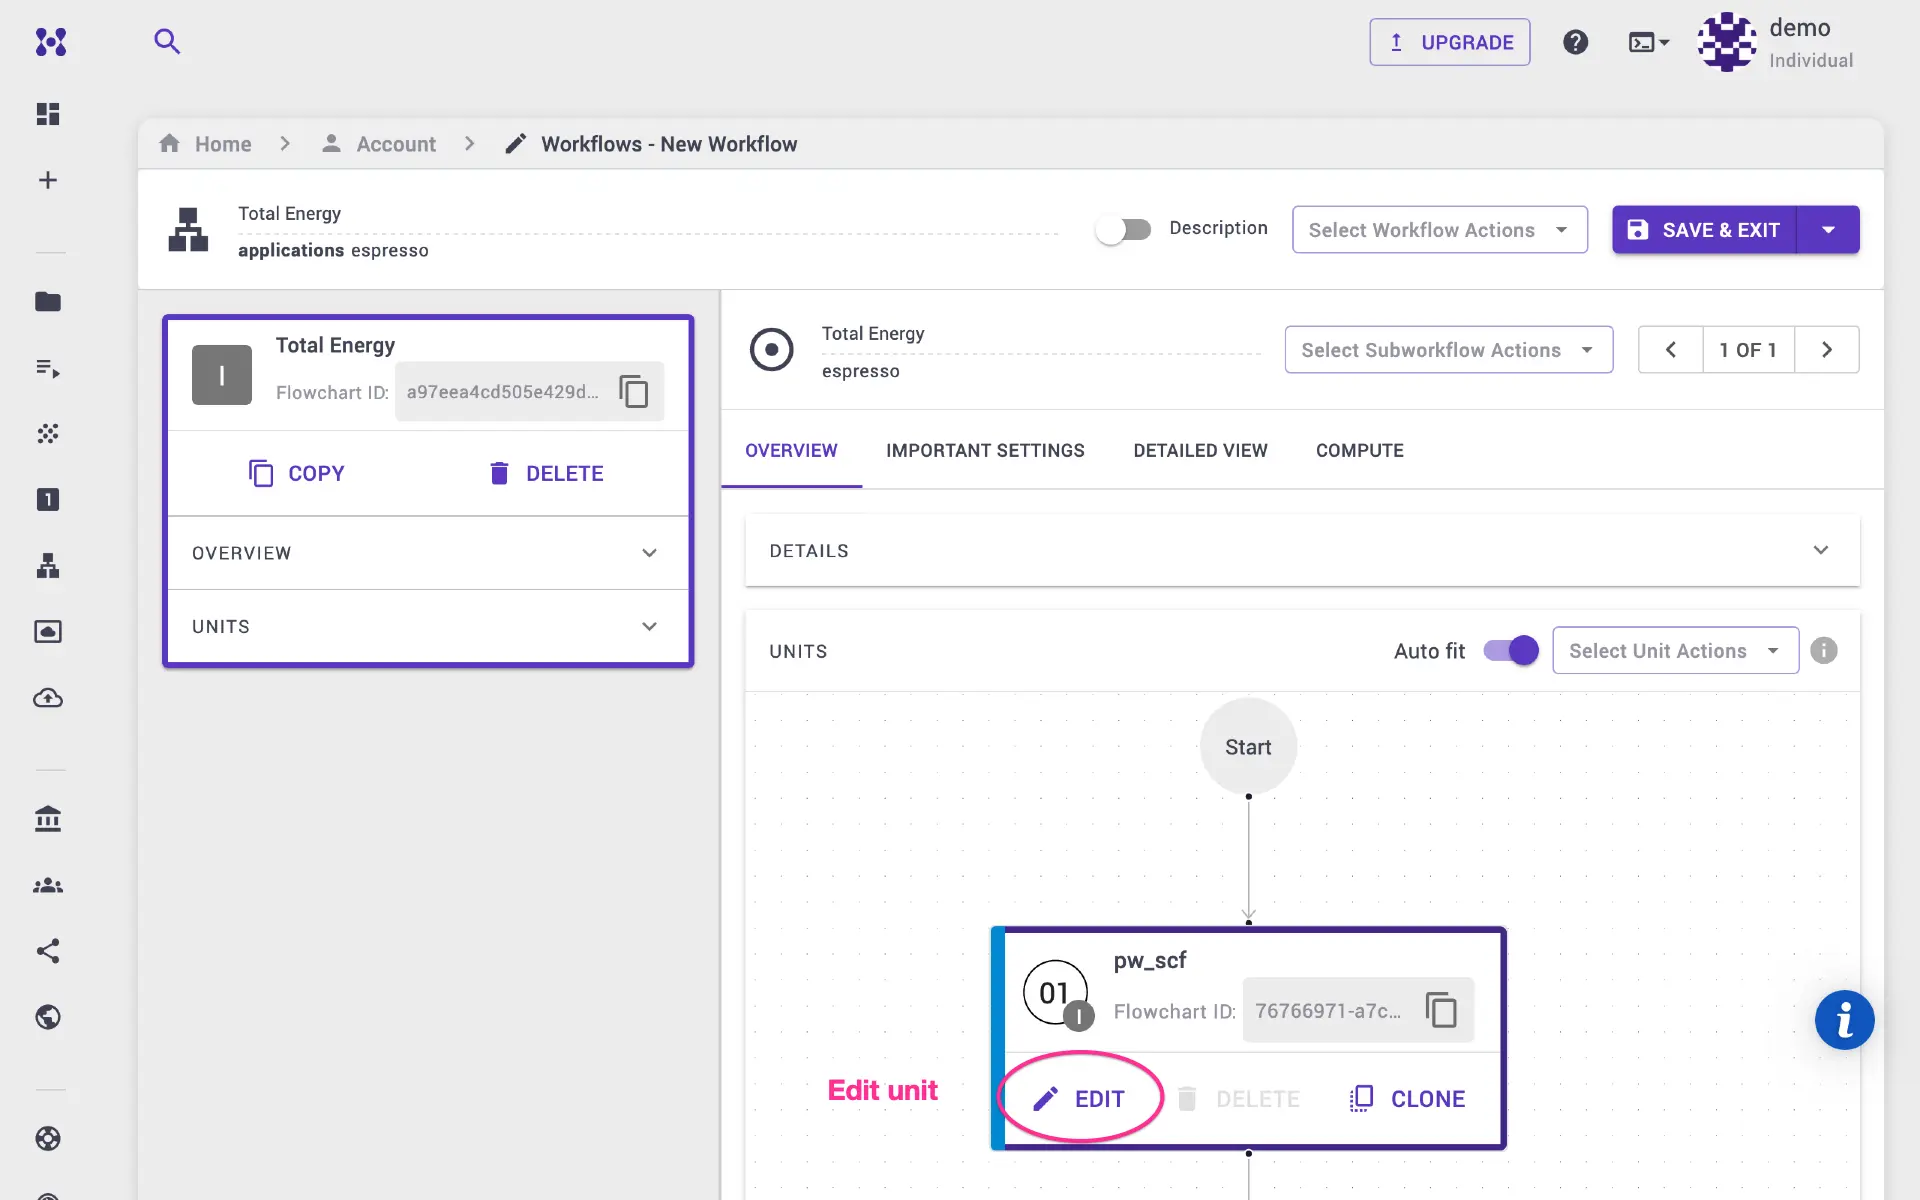 UPGRADE
demo
Individual
Home
Account
Workflows - New Workflow
Total Energy
applications espresso
Description
Select Workflow Actions
SAVE & EXIT
I
Total Energy
Flowchart ID: a97eea4cd505e429d...
COPY
DELETE
OVERVIEW
UNITS
Total Energy
espresso
Select Subworkflow Actions
1 OF 1
OVERVIEW
IMPORTANT SETTINGS
DETAILED VIEW
COMPUTE
DETAILS
UNITS
Auto fit
Select Unit Actions
Start
01
I
pw_scf
Flowchart ID: 76766971-a7c...
Edit unit
EDIT
DELETE
CLONE